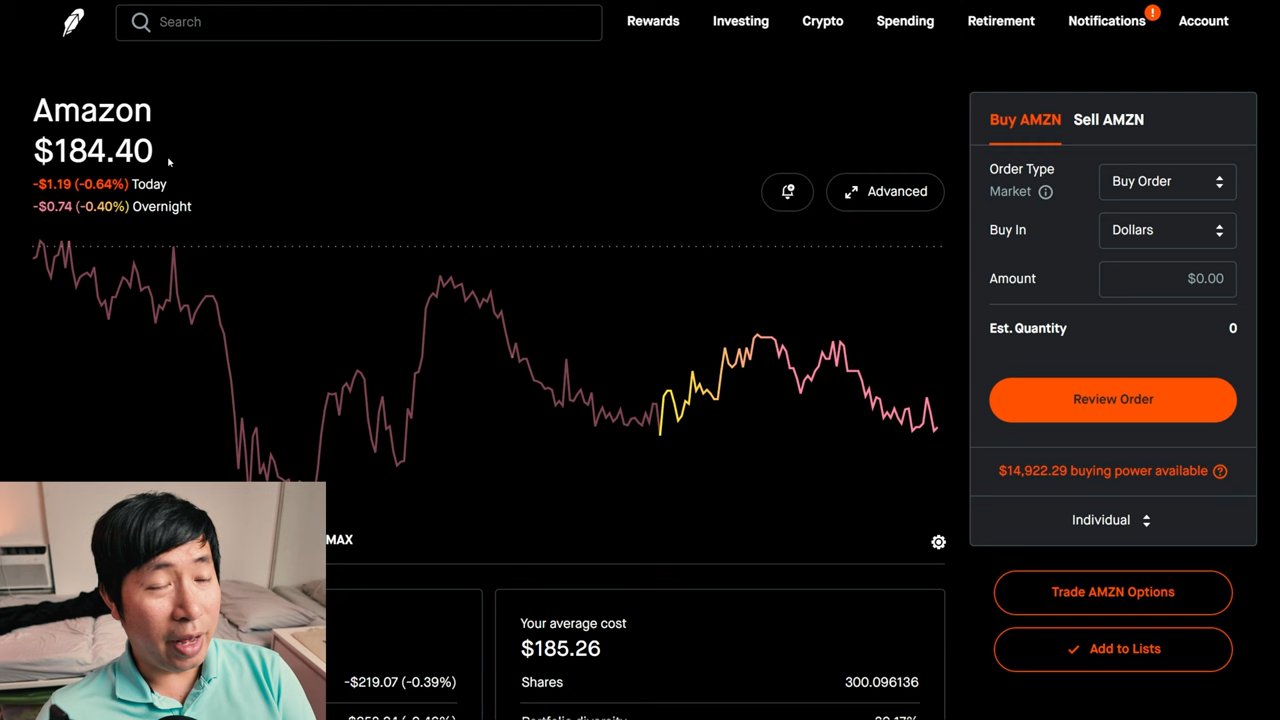 Search
Rewards Investing Crypto Spending Retirement Notifications ! Account
Amazon
$184.40
-$1.19 (-0.64%) Today
-$0.74 (-0.40%) Overnight
Advanced
MAX
Buy AMZN Sell AMZN
Order Type
Market
Buy Order
Buy In
Dollars
Amount
$0.00
Est. Quantity
0
Review Order
$14,922.29 buying power available
Individual
Trade AMZN Options
Add to Lists
-$219.07 (-0.39%)
Your average cost
$185.26
Shares
300.096136
Portfolio diversity